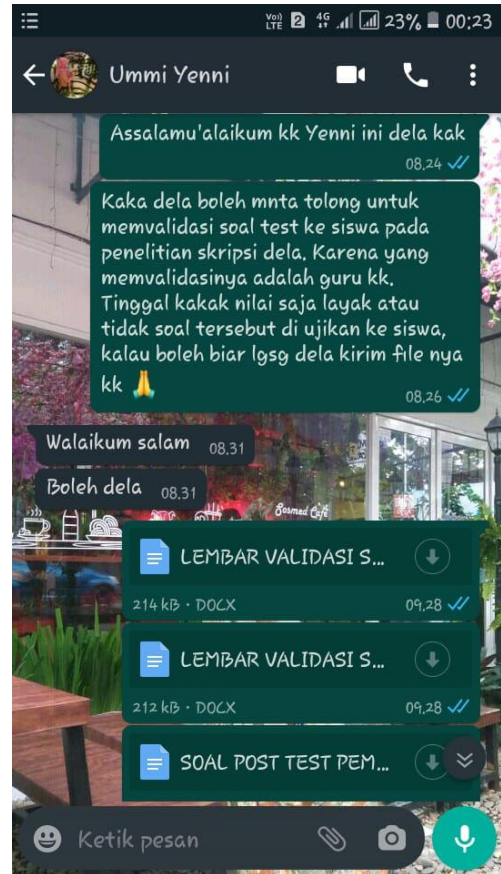 Voi) LTE 2 4G 23% 00:23
Ummi Yenni
Assalamu'alaikum kk Yenni ini dela kak
08.24
Kaka dela boleh mnta tolong untuk
memvalidasi soal test ke siswa pada
penelitian skripsi dela. Karena yang
memvalidasinya adalah guru kk.
Tinggal kakak nilai saja layak atau
tidak soal tersebut di ujikan ke siswa,
kalau boleh biar lgsg dela kirim file nya
kk 🙏
08.26
Walaikum salam 08.31
Boleh dela 08.31
Sosmed Café
LEMBAR VALIDASI S...
214 kB · DOCX 09.28
LEMBAR VALIDASI S...
212 kB · DOCX 09.28
SOAL POST TEST PEM...
Ketik pesan